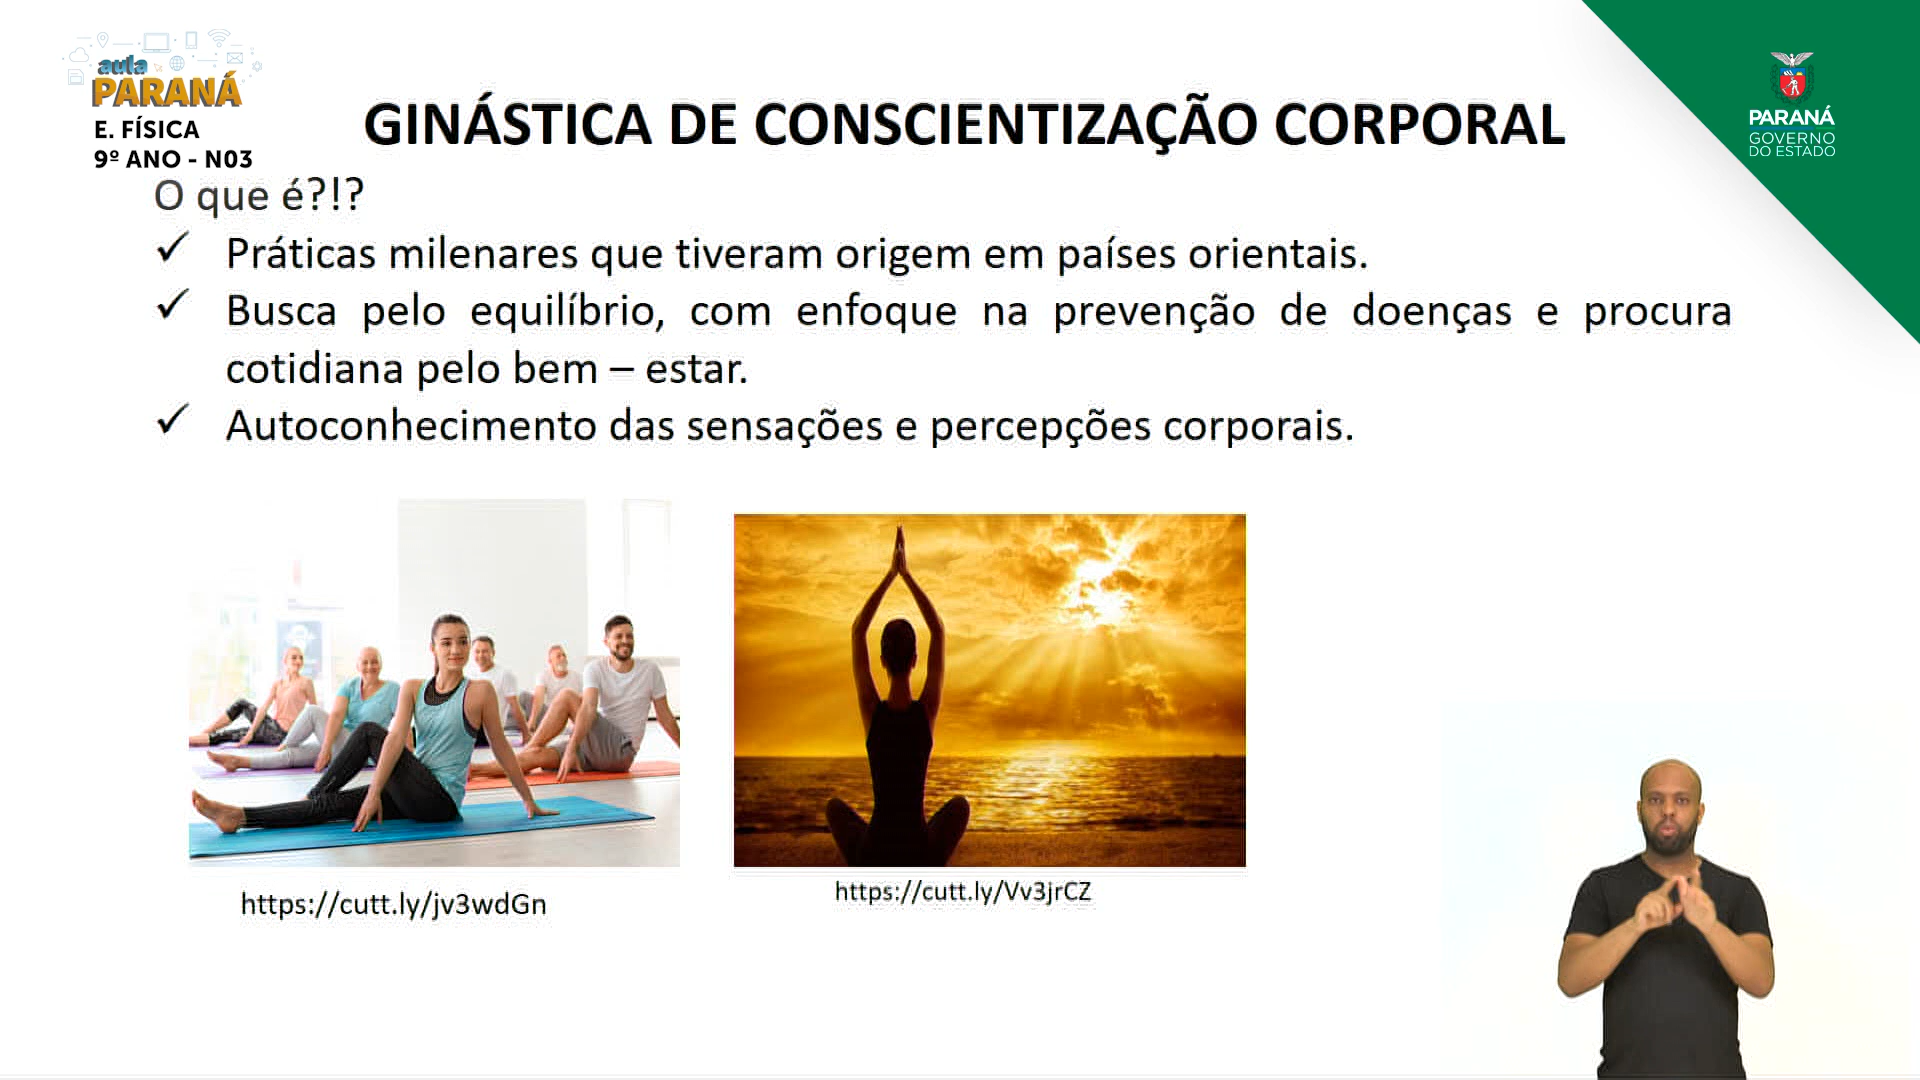 aula
PARANÁ
E. FÍSICA
9º ANO - N03
GINÁSTICA DE CONSCIENTIZAÇÃO CORPORAL
PARANÁ
GOVERNO
DO ESTADO
O que é?!?
✓ Práticas milenares que tiveram origem em países orientais.
✓ Busca pelo equilíbrio, com enfoque na prevenção de doenças e procura
cotidiana pelo bem – estar.
✓ Autoconhecimento das sensações e percepções corporais.
https://cutt.ly/jv3wdGn
https://cutt.ly/Vv3jrCZ